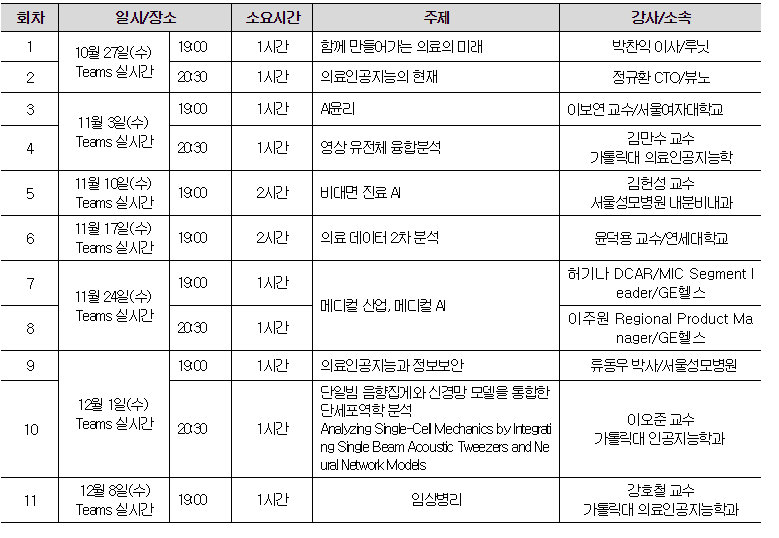 회차 일시/장소 소요시간 주제 강사/소속
1 10월 27일(수) Teams 실시간 19:00 1시간 함께 만들어가는 의료의 미래 박찬익 이사/루닛
2 20:30 1시간 의료인공지능의 현재 정규환 CTO/뷰노
3 11월 3일(수) Teams 실시간 19:00 1시간 AI윤리 이보연 교수/서울여자대학교
4 20:30 1시간 영상 유전체 융합분석 김만수 교수
가톨릭대 의료인공지능학
5 11월 10일(수) 19:00 2시간 비대면 진료 AI 김헌성 교수
Teams 실시간 서울성모병원 내분비내과
6 11월 17일(수) 19:00 2시간 의료 데이터 2차 분석 윤덕용 교수/연세대학교
Teams 실시간
7 11월 24일(수) Teams 실시간 19:00 1시간 메디컬 산업, 메디컬 AI 허기나 DCAR/MIC Segment l
eader/GE헬스
8 20:30 1시간 이주원 Regional Product Ma
nager/GE헬스
9 12월 1일(수) Teams 실시간 19:00 1시간 의료인공지능과 정보보안 류동우 박사/서울성모병원
10 20:30 1시간 단일빔 음향집게와 신경망 모델을 통합한
단세포역학 분석
Analyzing Single-Cell Mechanics by Integrati
ng Single Beam Acoustic Tweezers and Ne
ural Network Models
이오준 교수
가톨릭대 인공지능학과
11 12월 8일(수) 19:00 1시간 임상병리 강호철 교수
Teams 실시간 가톨릭대 의료인공지능학과